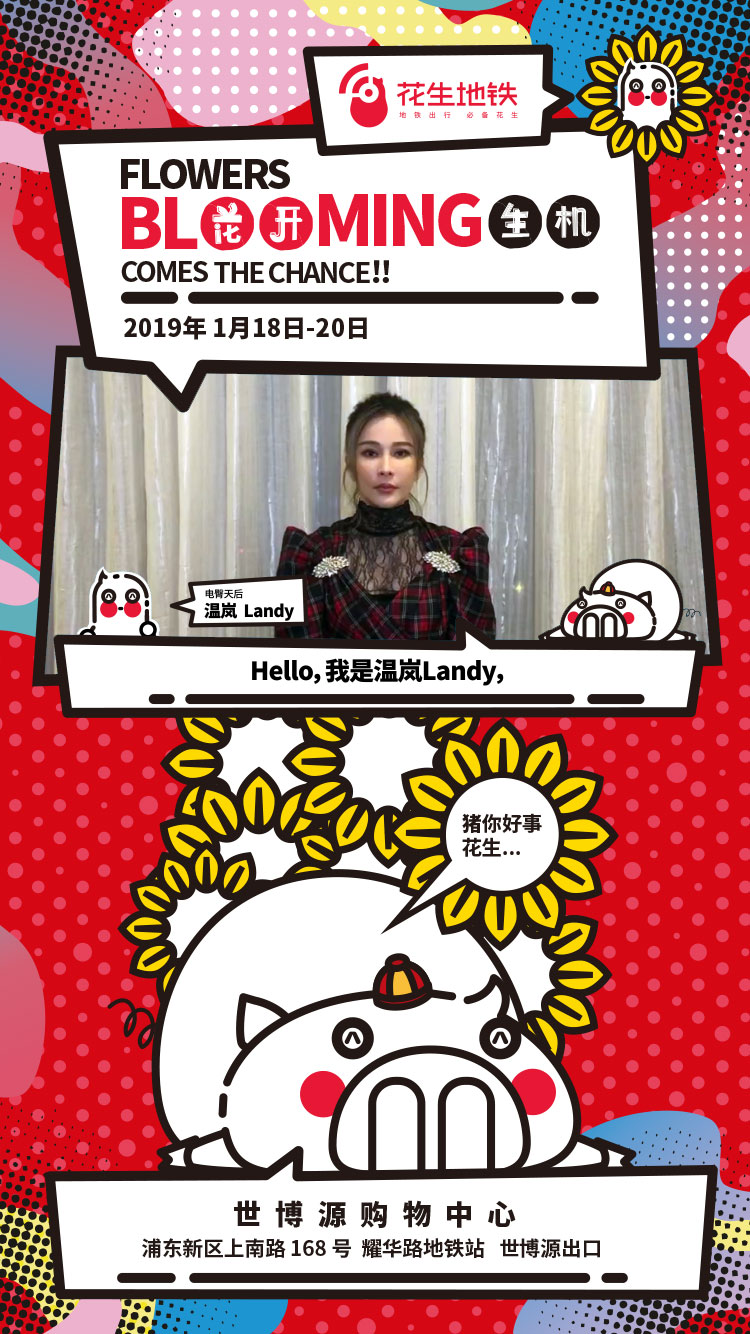 花生地铁
地铁出行 必备花生
FLOWERS
BL花开MING生机
COMES THE CHANCE!!
2019年 1月18日-20日
电臀天后
温岚 Landy
Hello, 我是温岚Landy,
猪你好事
花生...
世博源购物中心
浦东新区上南路 168 号 耀华路地铁站 世博源出口